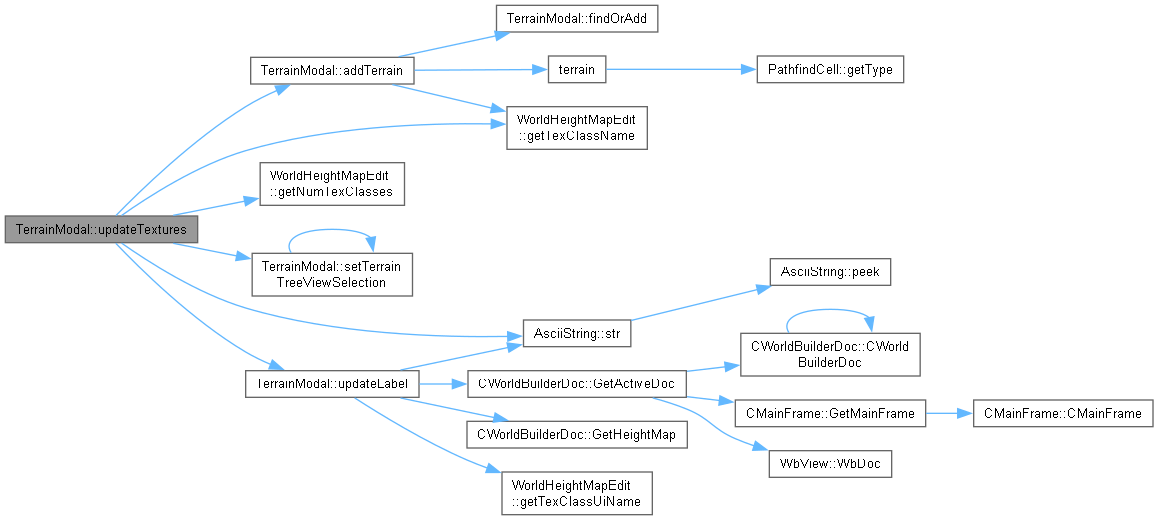 TerrainModal::findOrAdd
TerrainModal::addTerrain
terrain
PathfindCell::getType
WorldHeightMapEdit
::getTexClassName
WorldHeightMapEdit
::getNumTexClasses
TerrainModal::updateTextures
TerrainModal::setTerrain
TreeViewSelection
AsciiString::peek
AsciiString::str
CWorldBuilderDoc::CWorld
BuilderDoc
TerrainModal::updateLabel
CWorldBuilderDoc::GetActiveDoc
CMainFrame::GetMainFrame
CMainFrame::CMainFrame
CWorldBuilderDoc::GetHeightMap
WbView::WbDoc
WorldHeightMapEdit
::getTexClassUiName